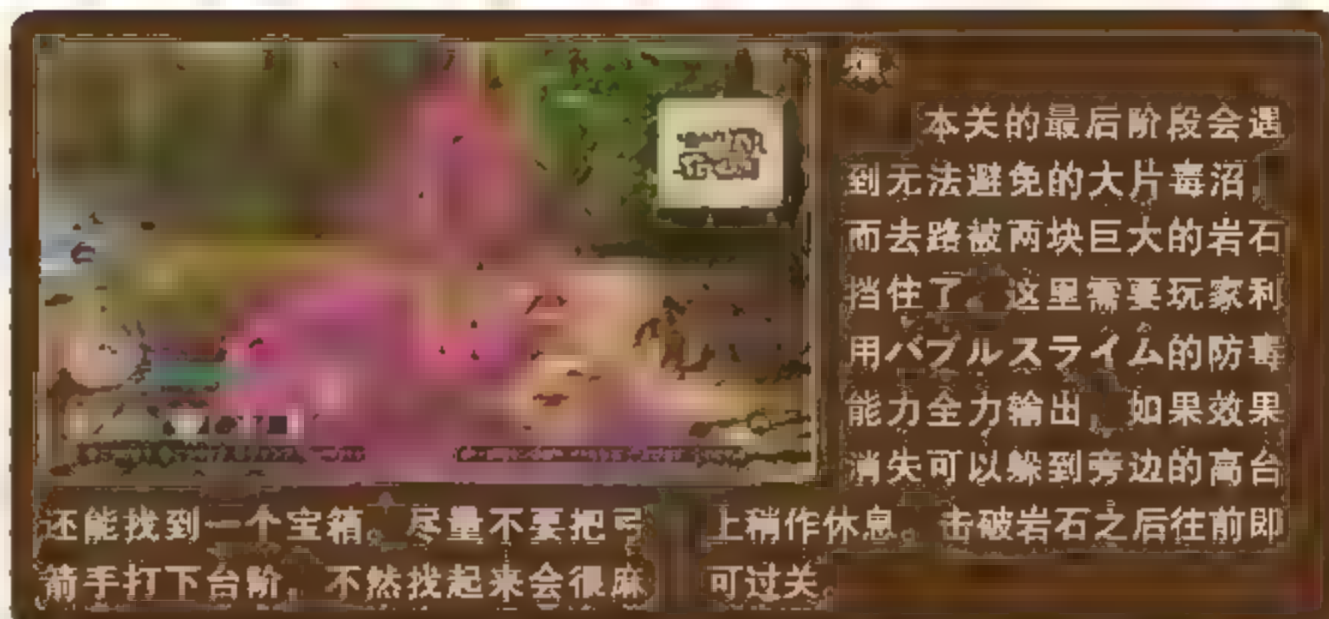 还能找到一个宝箱。尽量不要把弓
箭手打下台阶，不然找起来会很麻
本关的最后阶段会遇
到无法避免的大片毒沼，
而去路被两块巨大的岩石
挡住了。这里需要玩家利
用バブルスライム的防毒
能力全力输出，如果效果
消失可以躲到旁边的高台
上稍作休息。击破岩石之后往前即
可过关。